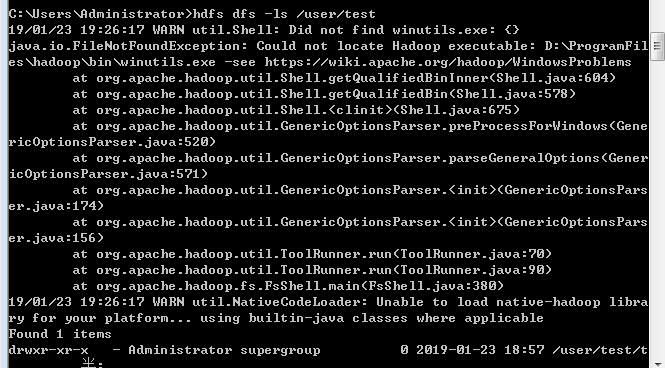 C:\Users\Administrator>hdfs dfs -ls /user/test
19/01/23 19:26:17 WARN util.Shell: Did not find winutils.exe: {}
java.io.FileNotFoundException: Could not locate Hadoop executable: D:\ProgramFil
es\hadoop\bin\winutils.exe -see https://wiki.apache.org/hadoop/WindowsProblems
        at org.apache.hadoop.util.Shell.getQualifiedBinInner(Shell.java:604)
        at org.apache.hadoop.util.Shell.getQualifiedBin(Shell.java:578)
        at org.apache.hadoop.util.Shell.<clinit>(Shell.java:675)
        at org.apache.hadoop.util.GenericOptionsParser.preProcessForWindows(Gene
ricOptionsParser.java:520)
        at org.apache.hadoop.util.GenericOptionsParser.parseGeneralOptions(Gener
icOptionsParser.java:571)
        at org.apache.hadoop.util.GenericOptionsParser.<init>(GenericOptionsPars
er.java:174)
        at org.apache.hadoop.util.GenericOptionsParser.<init>(GenericOptionsPars
er.java:156)
        at org.apache.hadoop.util.ToolRunner.run(ToolRunner.java:70)
        at org.apache.hadoop.util.ToolRunner.run(ToolRunner.java:90)
        at org.apache.hadoop.fs.FsShell.main(FsShell.java:380)
19/01/23 19:26:17 WARN util.NativeCodeLoader: Unable to load native-hadoop libra
ry for your platform... using builtin-java classes where applicable
Found 1 items
drwxr-xr-x   - Administrator supergroup          0 2019-01-23 18:57 /user/test/t
半: